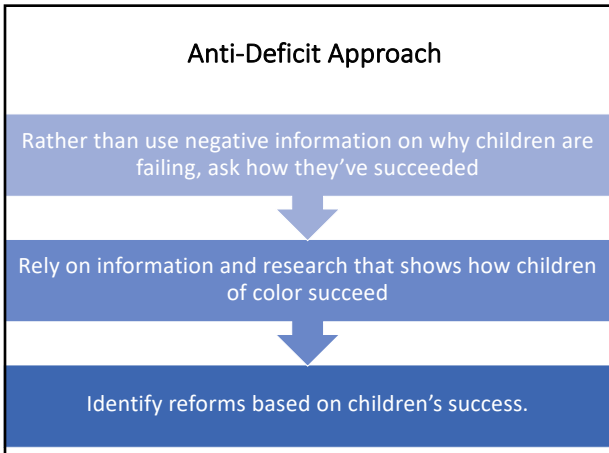 Anti-Deficit Approach
Rather than use negative information on why children are
failing, ask how they’ve succeeded
Rely on information and research that shows how children
of color succeed
Identify reforms based on children’s success.